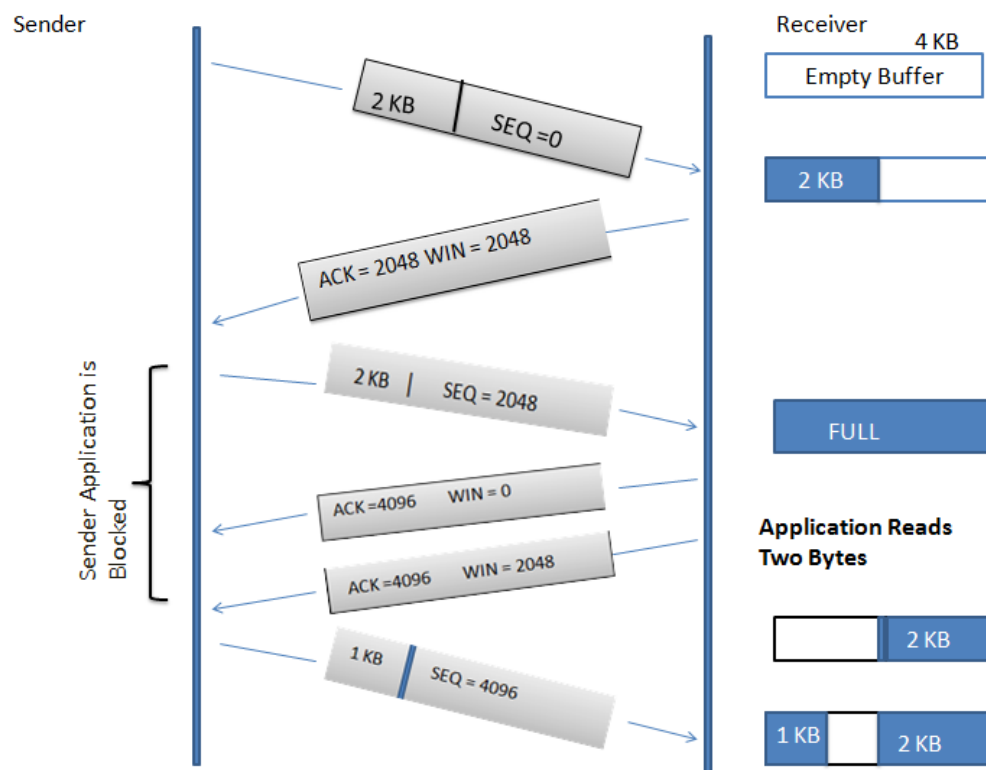 Sender
Receiver
4 KB
Empty Buffer
2 KB
SEQ =0
2 KB
ACK = 2048 WIN = 2048
Sender Application is
Blocked
2 KB
SEQ = 2048
FULL
ACK =4096 WIN = 0
Application Reads
Two Bytes
ACK =4096 WIN = 2048
2 KB
1 KB
SEQ = 4096
1 KB
2 KB